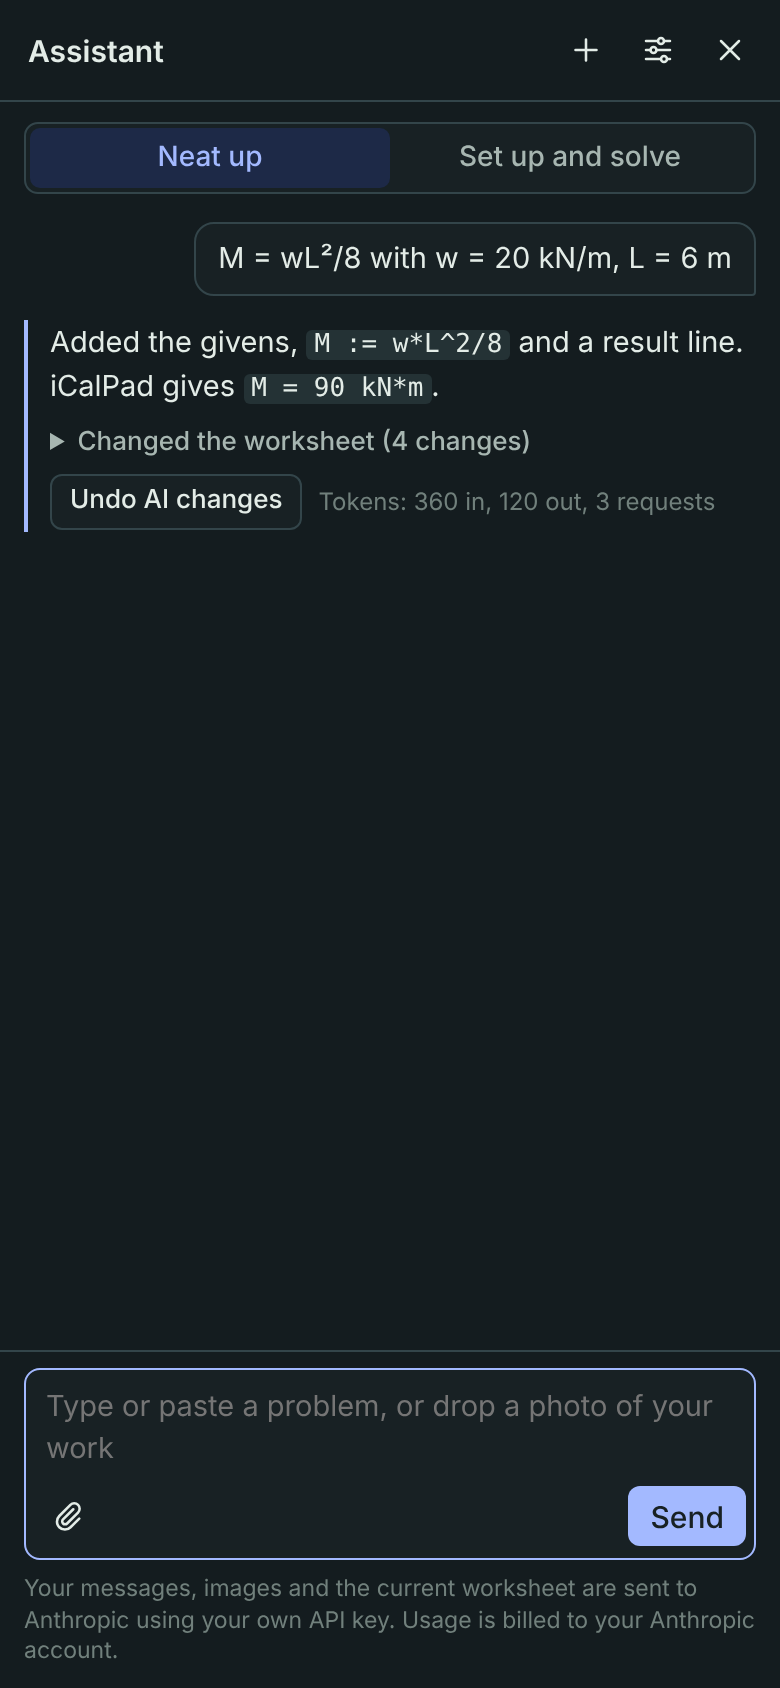 Assistant
Neat up
Set up and solve
M = wL²/8 with w = 20 kN/m, L = 6 m
Added the givens, M := w*L^2/8 and a result line.
iCalPad gives M = 90 kN*m.
Changed the worksheet (4 changes)
Undo AI changes
Tokens: 360 in, 120 out, 3 requests
Type or paste a problem, or drop a photo of your
work
Send
Your messages, images and the current worksheet are sent to
Anthropic using your own API key. Usage is billed to your Anthropic
account.